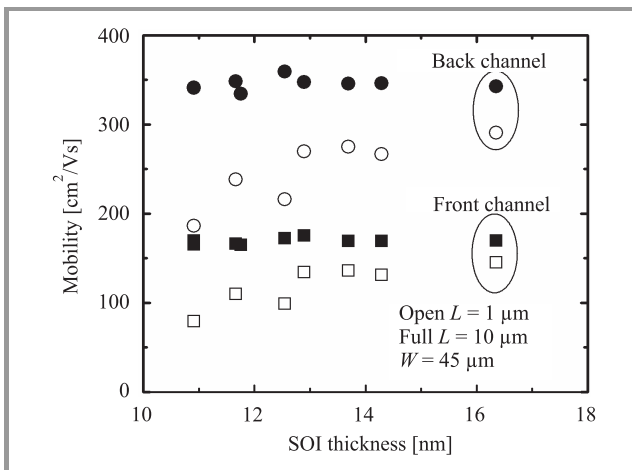 400
300
200
100
0
Mobility [cm²/Vs]
Back channel
Front channel
Open L = 1 µm
Full L = 10 µm
W = 45 µm
10 12 14 16 18
SOI thickness [nm]